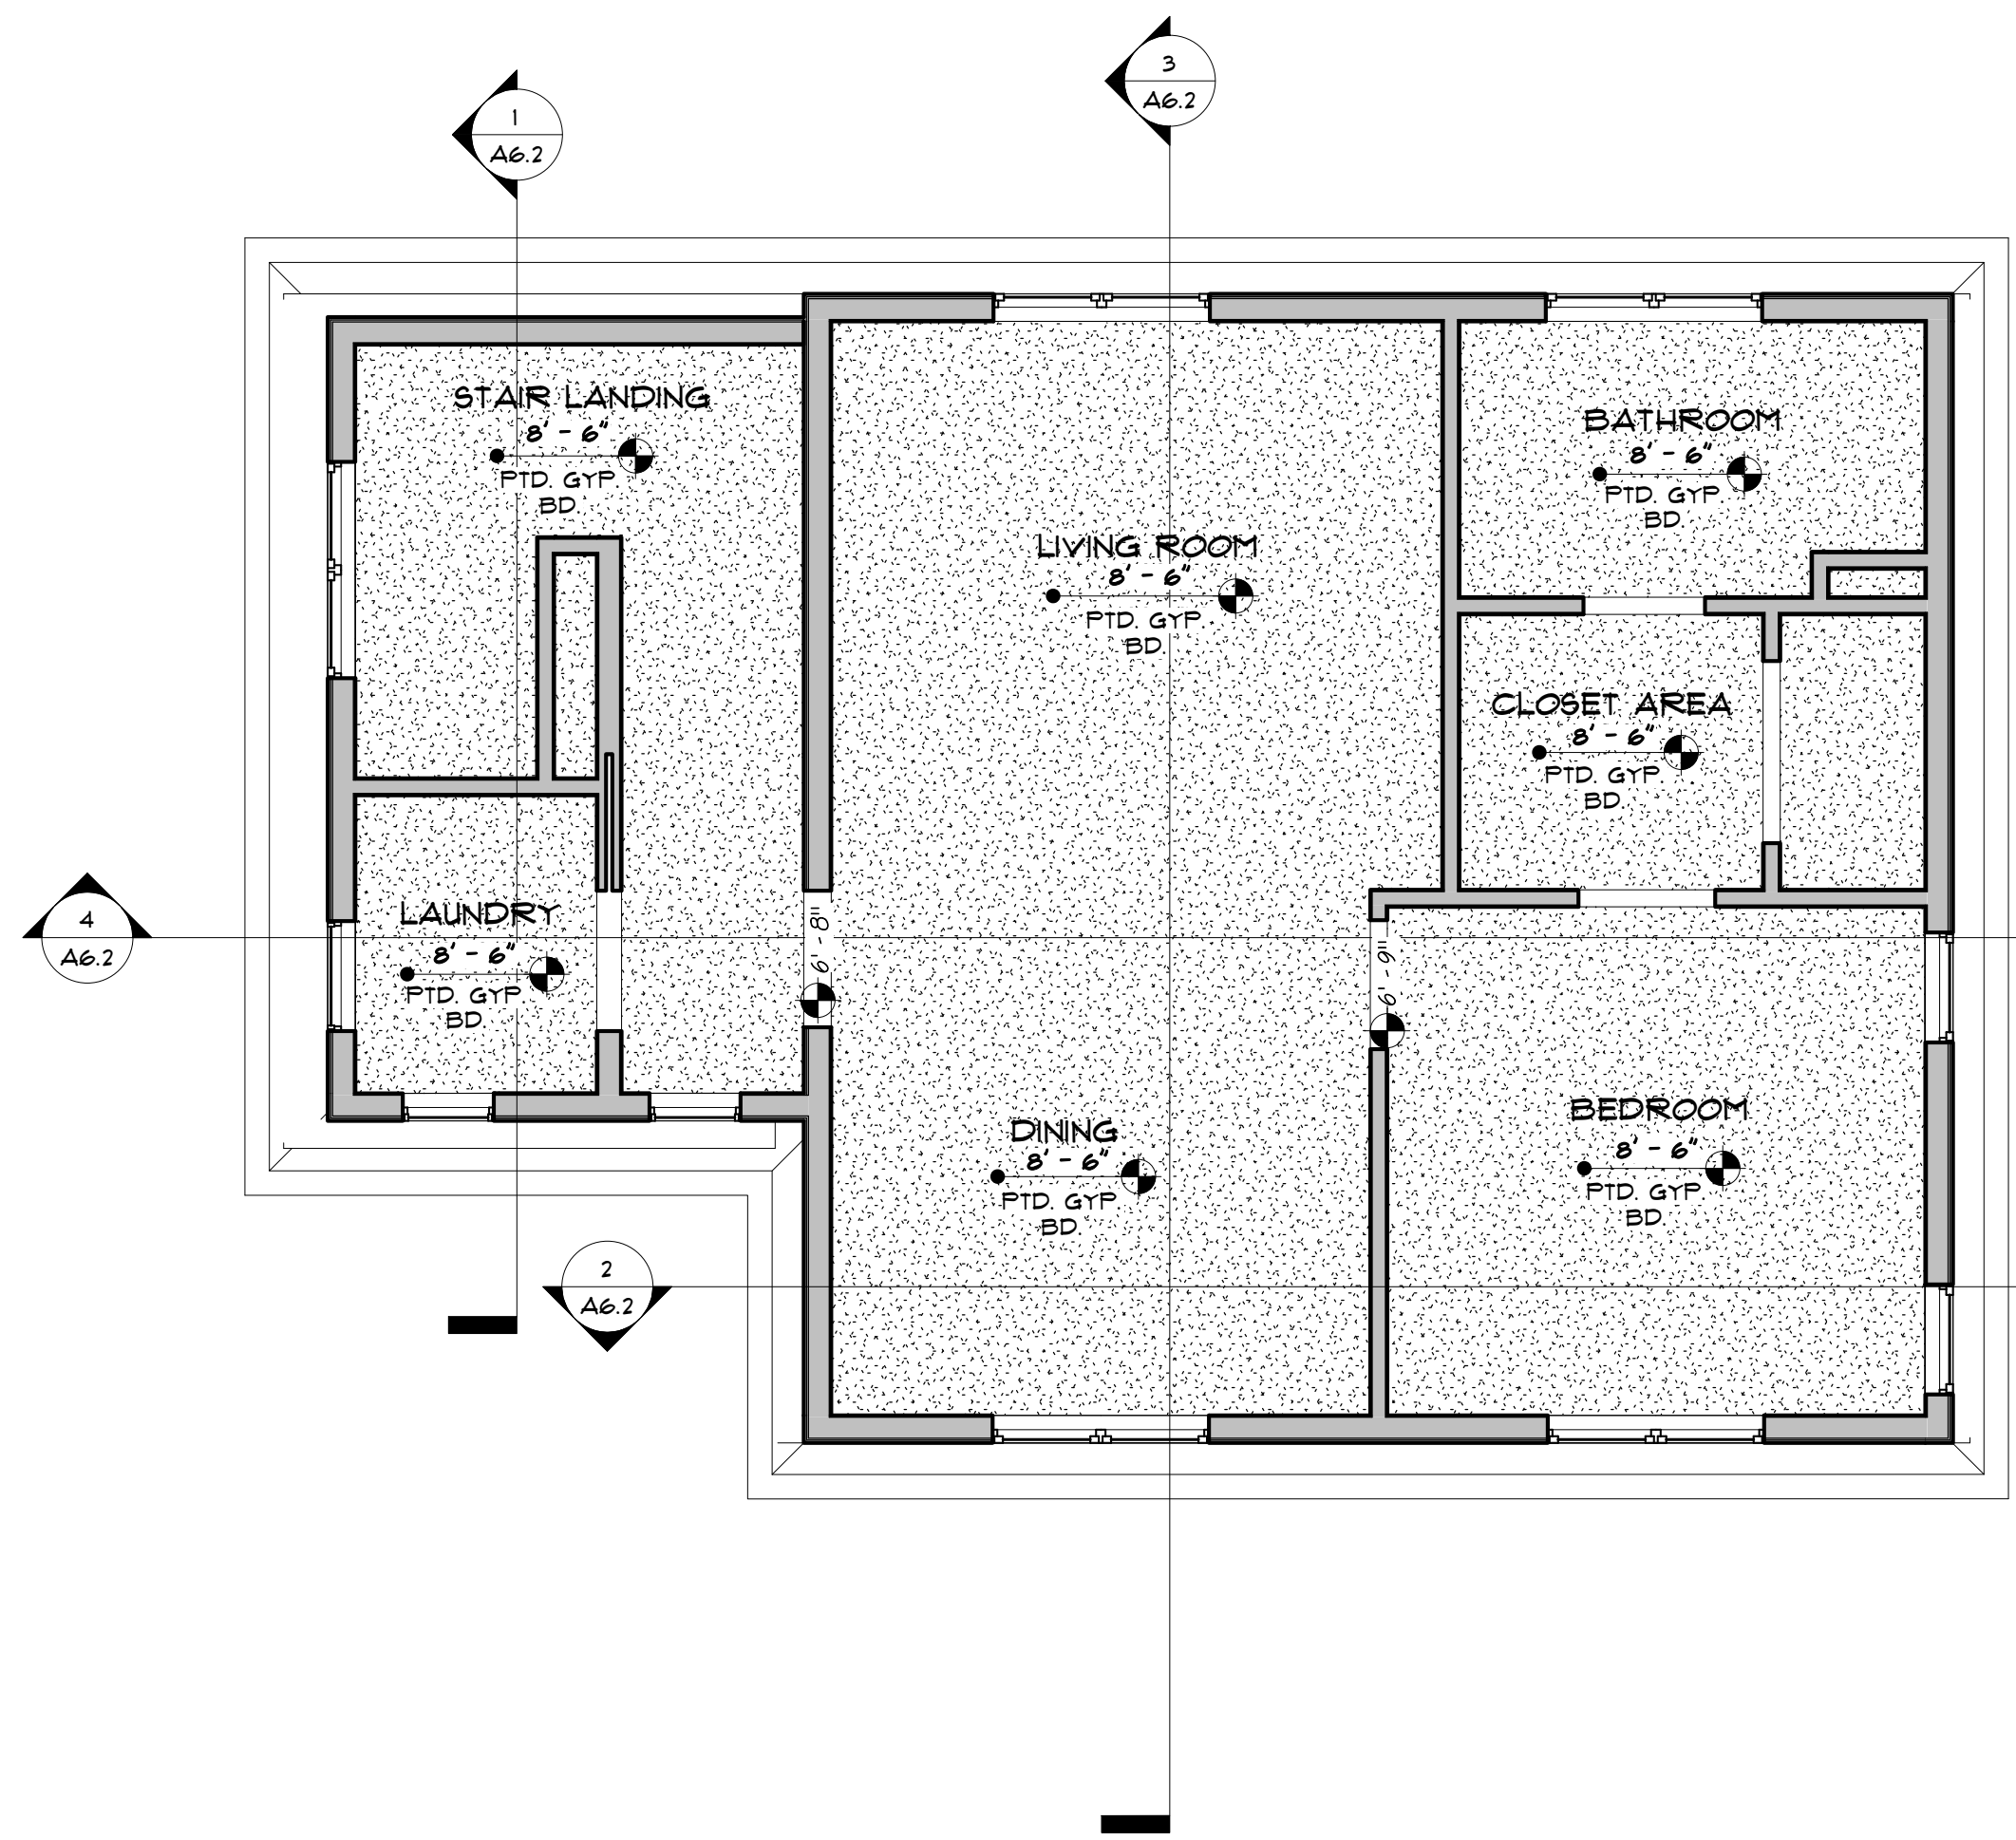 3
A6.2
1
A6.2
STAIR LANDING
8' - 6"
PTD. GYP
BD.
BATHROOM
8' - 6"
PTD. GYP
BD.
LIVING ROOM
8' - 6"
PTD. GYP
BD.
CLOSET AREA
8' - 6"
PTD. GYP.
BD.
4
A6.2
LAUNDRY
8' - 6"
PTD. GYP
BD.
6' - 8"
6' - 9"
DINING
8' - 6"
PTD. GYP
BD.
BEDROOM
8' - 6"
PTD. GYP
BD.
2
A6.2